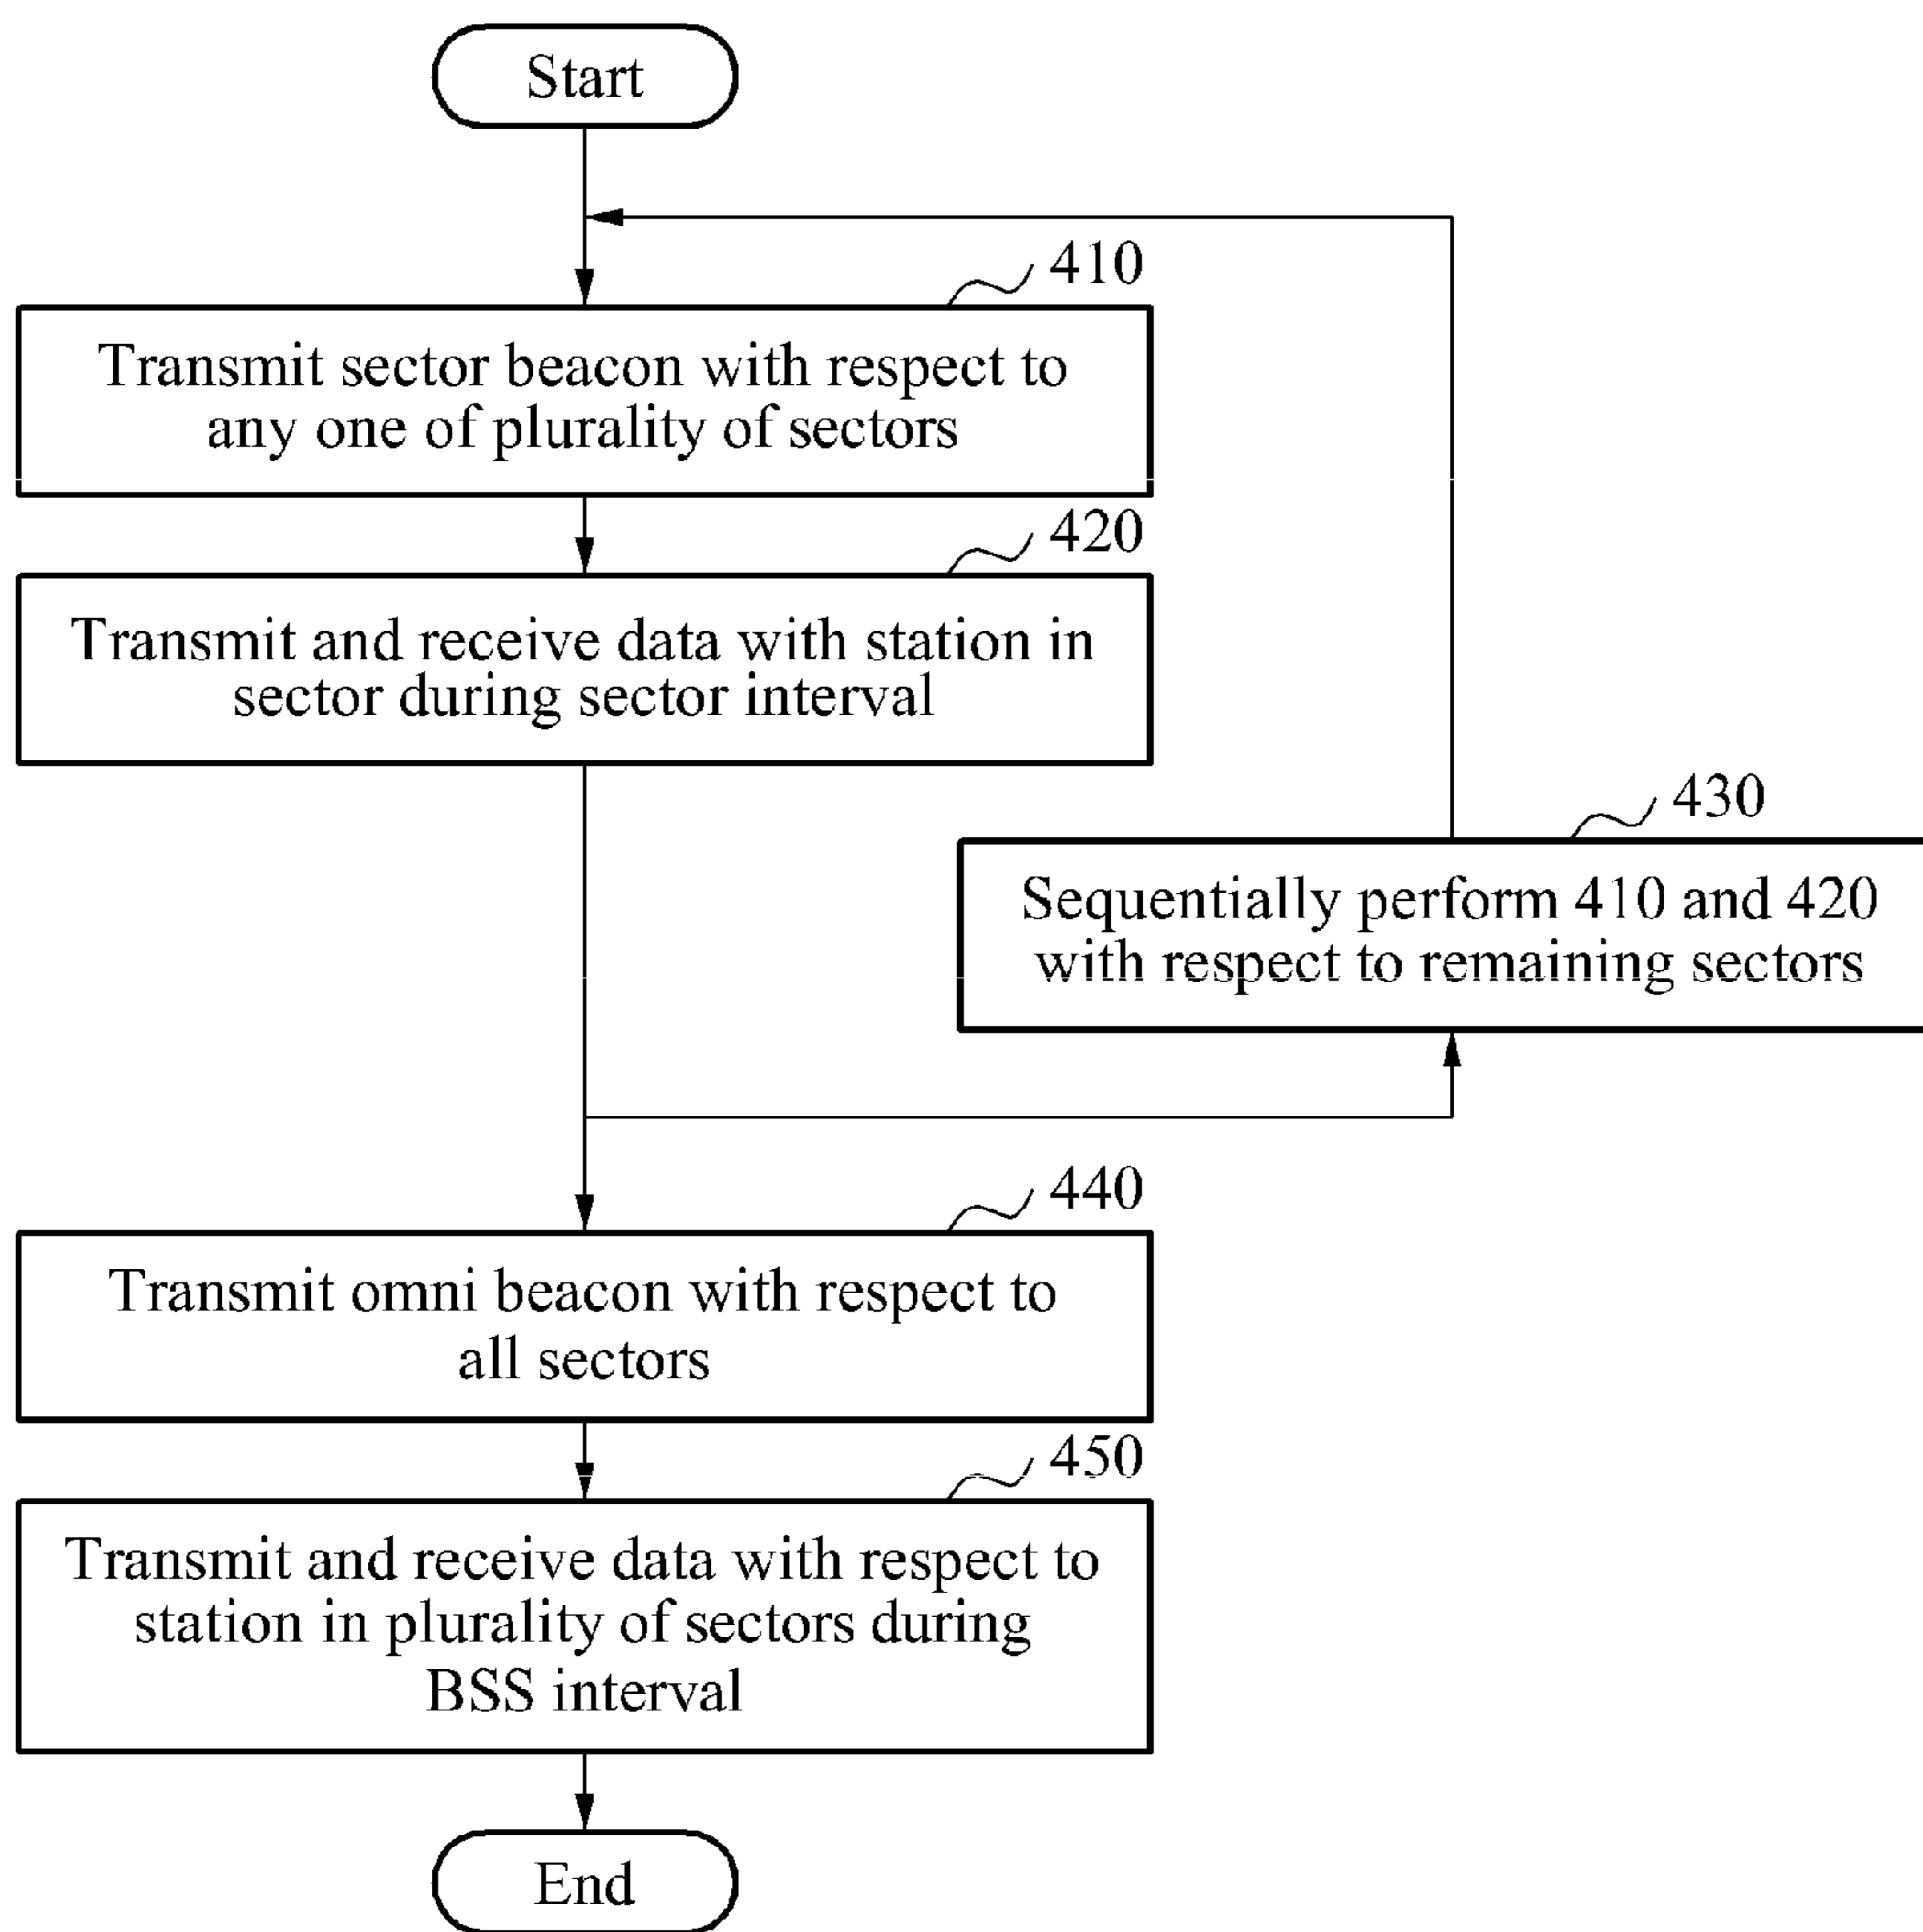 Start
410
Transmit sector beacon with respect to
any one of plurality of sectors
420
Transmit and receive data with station in
sector during sector interval
430
Sequentially perform 410 and 420
with respect to remaining sectors
440
Transmit omni beacon with respect to
all sectors
450
Transmit and receive data with respect to
station in plurality of sectors during
BSS interval
End